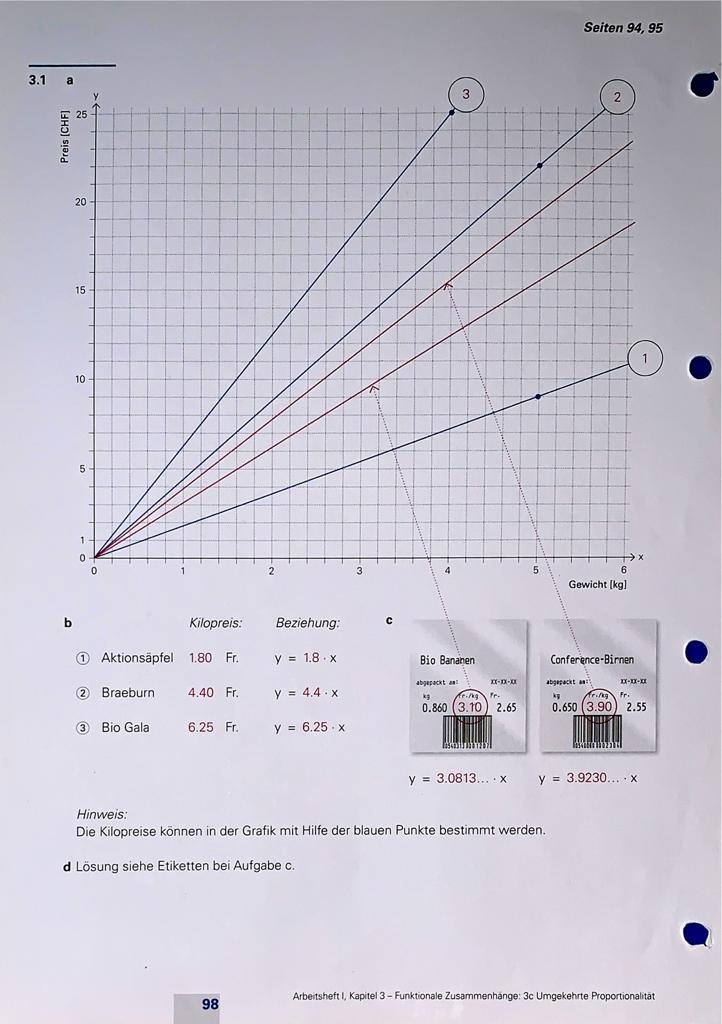 Seiten 94, 95
3.1 a
y
Preis [CHF]
25
20
15
10
5
1
0
0 1 2 3 4 5 6
x
Gewicht [kg]
3
2
1
b Kilopreis: Beziehung:
1 Aktionsäpfel 1.80 Fr. y = 1.8 · x
2 Braeburn 4.40 Fr. y = 4.4 · x
3 Bio Gala 6.25 Fr. y = 6.25 · x
c
Bio Bananen
abgepackt am: XX-XX-XX
kg Fr./kg Fr.
0.860 3.10 2.65
y = 3.0813... · x
Conference-Birnen
abgepackt am: XX-XX-XX
kg Fr./kg Fr.
0.650 3.90 2.55
y = 3.9230... · x
Hinweis:
Die Kilopreise können in der Grafik mit Hilfe der blauen Punkte bestimmt werden.
d Lösung siehe Etiketten bei Aufgabe c.
98
Arbeitsheft I, Kapitel 3 – Funktionale Zusammenhänge: 3c Umgekehrte Proportionalität